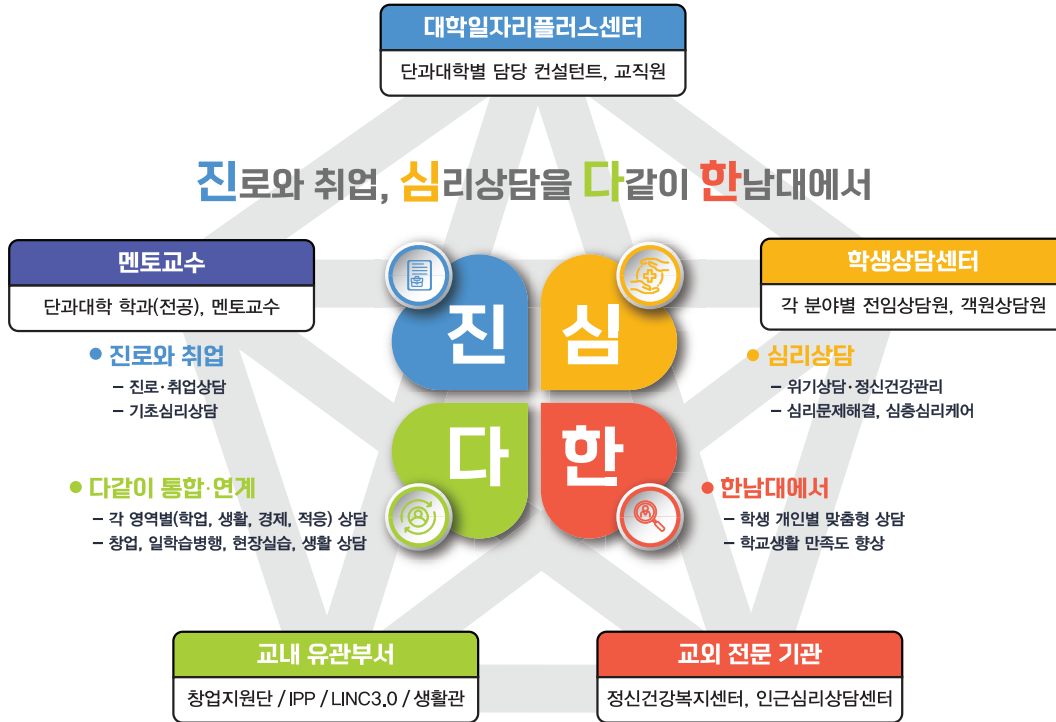 대학일자리플러스센터
단과대학별 담당 컨설턴트, 교직원
진로와 취업, 심리상담을 다같이 한남대에서
멘토교수
단과대학 학과(전공), 멘토교수
학생상담센터
각 분야별 전임상담원, 객원상담원
진
심
다
한
• 진로와 취업
– 진로·취업상담
– 기초심리상담
• 심리상담
– 위기상담·정신건강관리
– 심리문제해결, 심층심리케어
• 다같이 통합·연계
– 각 영역별(학업, 생활, 경제, 적응) 상담
– 창업, 일학습병행, 현장실습, 생활 상담
• 한남대에서
– 학생 개인별 맞춤형 상담
– 학교생활 만족도 향상
교내 유관부서
창업지원단 / IPP / LINC3.0 / 생활관
교외 전문 기관
정신건강복지센터, 인근심리상담센터